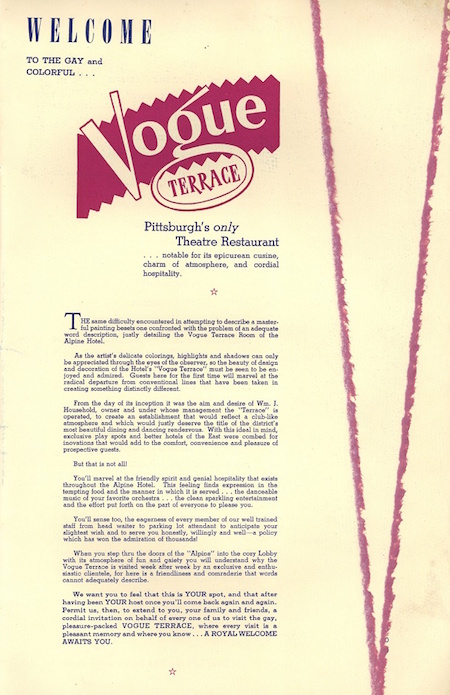 WELCOME
TO THE GAY and
COLORFUL . . .
Vogue
TERRACE
Pittsburgh's only
Theatre Restaurant
. . . notable for its epicurean cusine,
charm of atmosphere, and cordial
hospitality.
THE same difficulty encountered in attempting to describe a master-
ful painting besets one confronted with the problem of an adequate
word description, justly detailing the Vogue Terrace Room of the
Alpine Hotel.
As the artist's delicate colorings, highlights and shadows can only
be appreciated through the eyes of the observer, so the beauty of design
and decoration of the Hotel's "Vogue Terrace" must be seen to be en-
joyed and admired. Guests here for the first time will marvel at the
radical departure from conventional lines that have been taken in
creating something distinctly different.
From the day of its inception it was the aim and desire of Wm. J.
Household, owner and under whose management the "Terrace" is
operated, to create an establishment that would reflect a club-like
atmosphere and which would justly deserve the title of the district's
most beautiful dining and dancing rendezvous. With this ideal in mind,
exclusive play spots and better hotels of the East were combed for
inovations that would add to the comfort, convenience and pleasure of
prospective guests.
But that is not all!
You'll marvel at the friendly spirit and genial hospitality that exists
throughout the Alpine Hotel. This feeling finds expression in the
tempting food and the manner in which it is served . . . the danceable
music of your favorite orchestra . . . the clean sparkling entertainment
and the effort put forth on the part of everyone to please you.
You'll sense too, the eagerness of every member of our well trained
staff from head waiter to parking lot attendant to anticipate your
slightest wish and to serve you honestly, willingly and well—a policy
which has won the admiration of thousands!
When you step thru the doors of the "Alpine" into the cosy Lobby
with its atmosphere of fun and gaiety you will understand why the
Vogue Terrace is visited week after week by an exclusive and enthu-
siastic clientele, for here is a friendliness and comraderie that words
cannot adequately describe.
We want you to feel that this is YOUR spot, and that after
having been YOUR host once you'll come back again and again.
Permit us, then, to extend to you, your family and friends, a
cordial invitation on behalf of every one of us to visit the gay,
pleasure-packed VOGUE TERRACE, where every visit is a
pleasant memory and where you know . . . A ROYAL WELCOME
AWAITS YOU.